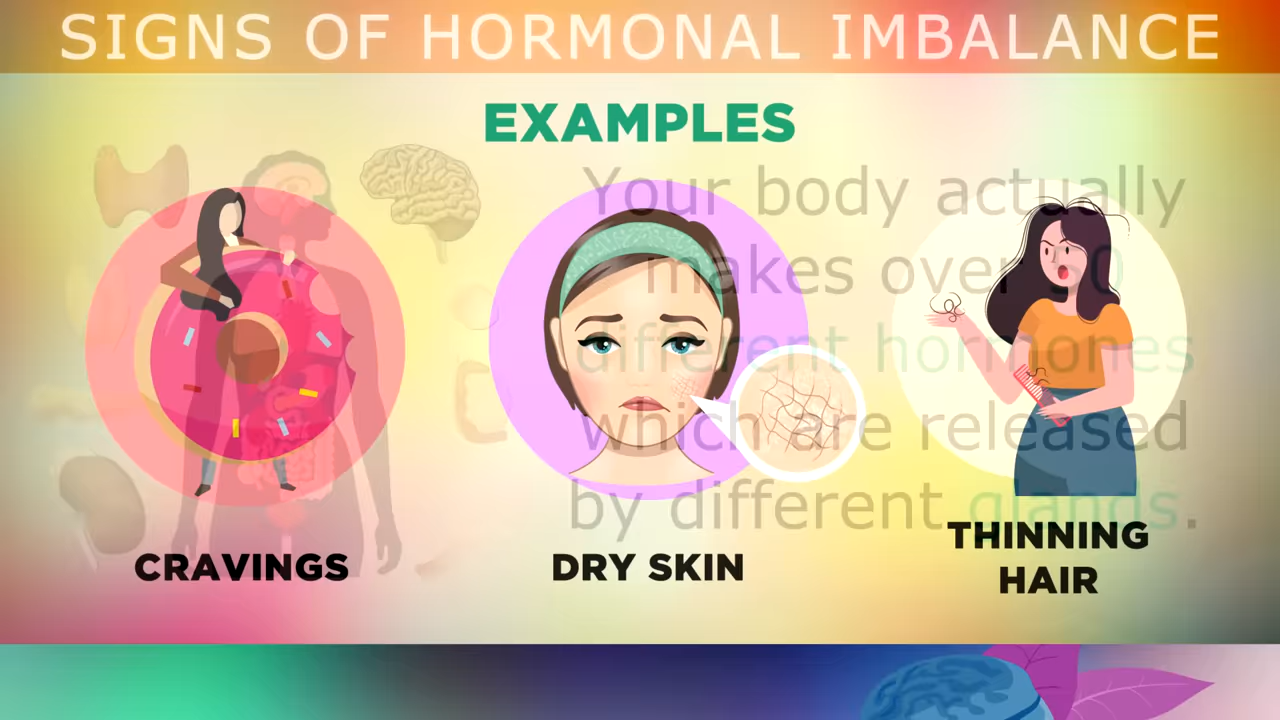 SIGNS OF HORMONAL IMBALANCE
EXAMPLES
Your body actually
makes over
different hormones
which are released
by different glands.
CRAVINGS
DRY SKIN
THINNING
HAIR